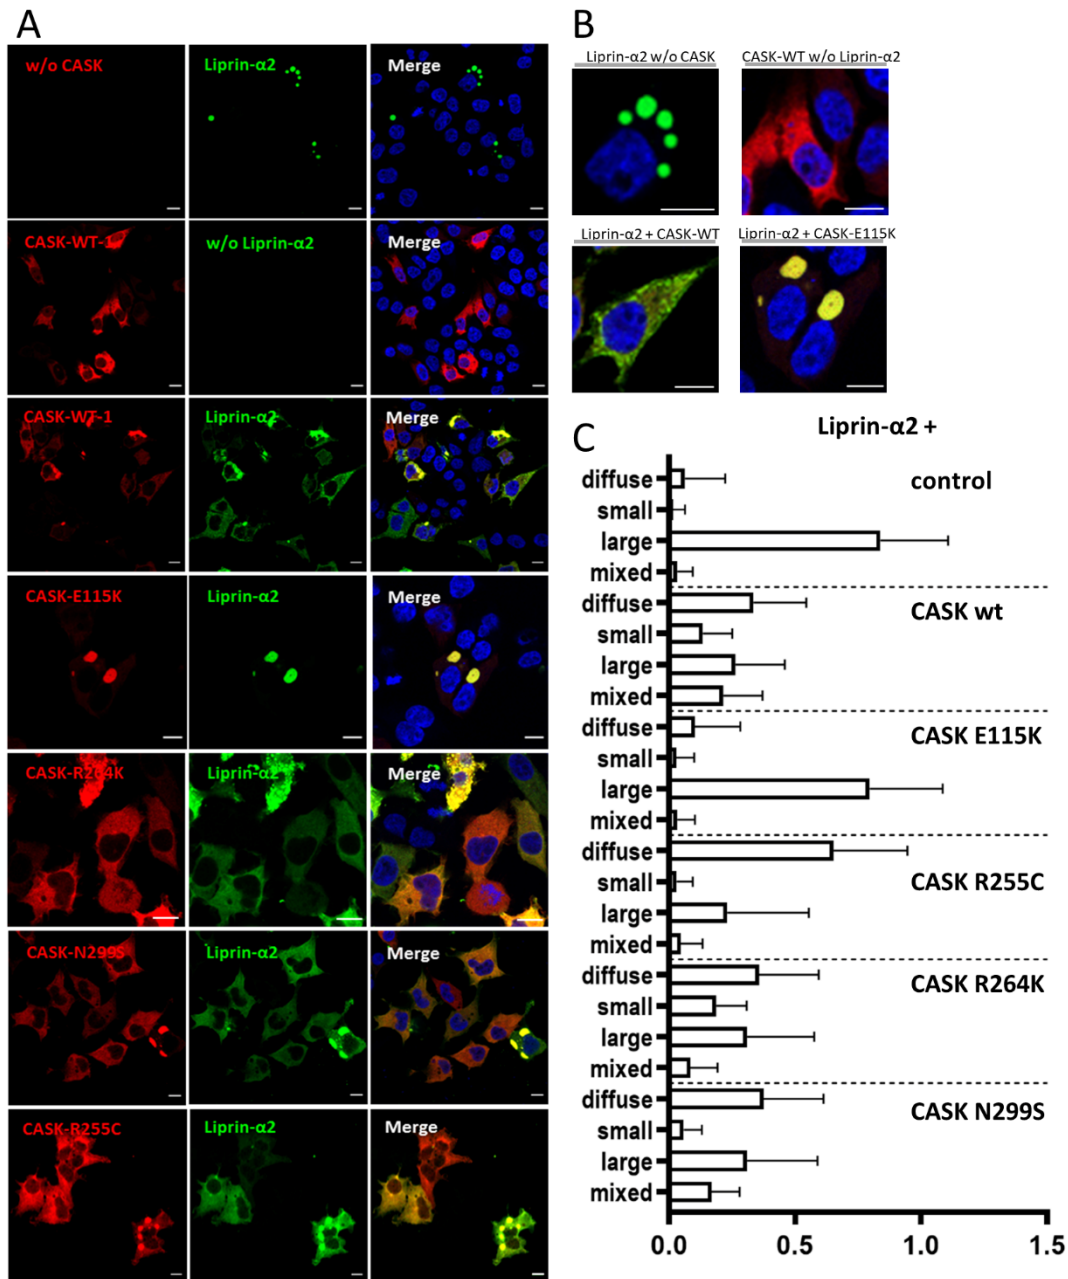 A
w/o CASK
Liprin-α2
Merge
CASK-WT-1
w/o Liprin-α2
Merge
CASK-WT-1
Liprin-α2
Merge
CASK-E115K
Liprin-α2
Merge
CASK-R264K
Liprin-α2
Merge
CASK-N299S
Liprin-α2
Merge
CASK-R255C
Liprin-α2
Merge
B
Liprin-α2 w/o CASK
CASK-WT w/o Liprin-α2
Liprin-α2 + CASK-WT
Liprin-α2 + CASK-E115K
C
Liprin-α2 +
diffuse
control
small
large
mixed
diffuse
CASK wt
small
large
mixed
diffuse
CASK E115K
small
large
mixed
diffuse
small
CASK R255C
large
mixed
diffuse
CASK R264K
small
large
mixed
diffuse
CASK N299S
small
large
mixed
0.0 0.5 1.0 1.5